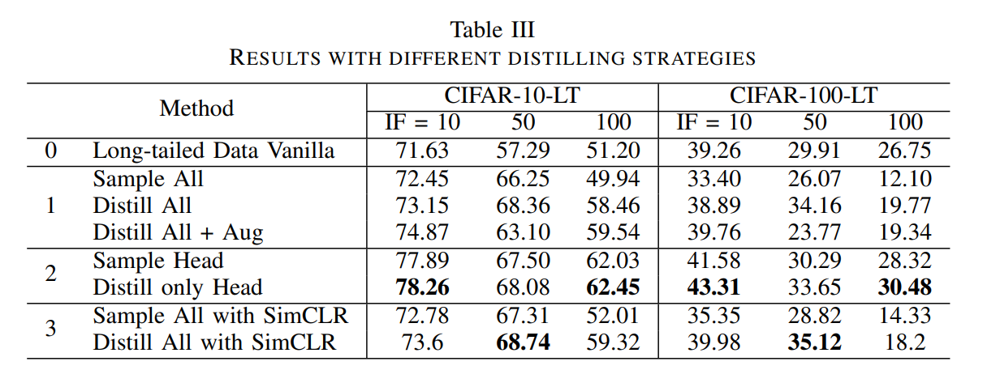 Table III
RESULTS WITH DIFFERENT DISTILLING STRATEGIES
Method CIFAR-10-LT CIFAR-100-LT
IF = 10 50 100 IF = 10 50 100
0 Long-tailed Data Vanilla 71.63 57.29 51.20 39.26 29.91 26.75
Sample All 72.45 66.25 49.94 33.40 26.07 12.10
1 Distill All 73.15 68.36 58.46 38.89 34.16 19.77
Distill All + Aug 74.87 63.10 59.54 39.76 23.77 19.34
2 Sample Head 77.89 67.50 62.03 41.58 30.29 28.32
Distill only Head 78.26 68.08 62.45 43.31 33.65 30.48
3 Sample All with SimCLR 72.78 67.31 52.01 35.35 28.82 14.33
Distill All with SimCLR 73.6 68.74 59.32 39.98 35.12 18.2